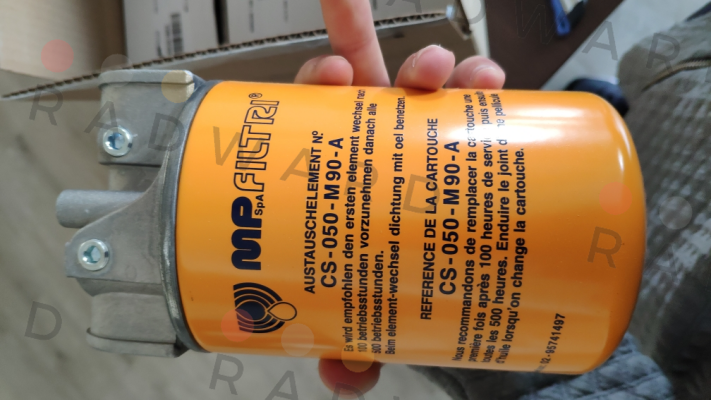 MP FILTRI®
SpA
AUSTAUSCHELEMENT N°
CS-050-M90-A
Es wird empfohlen den ersten element wechsel nach
100 betriebsstunden vorzunehmen danach alle
500 betriebsstunden.
Beim element-wechsel dichtung mit oel benetzen.
REFERENCE DE LA CARTOUCHE
CS-050-M90-A
Nous recommandons de remplacer la cartouche une
première fois après 100 heures de servi puis ensuite
toutes les 500 heures. Enduire le joint d pellicule
d'huile lorsqu'on change la cartouche.
RADWARD
RADWAR